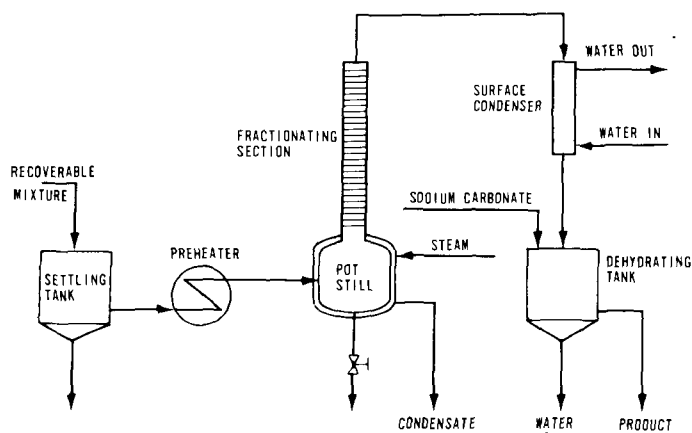 WATER OUT
SURFACE
CONDENSER
WATER IN
FRACTIONATING
SECTION
RECOVERABLE
MIXTURE
SODIUM CARBONATE
PREHEATER
STEAM
SETTLING
TANK
POT
STILL
DEHYDRATING
TANK
CONDENSATE
WATER
PRODUCT